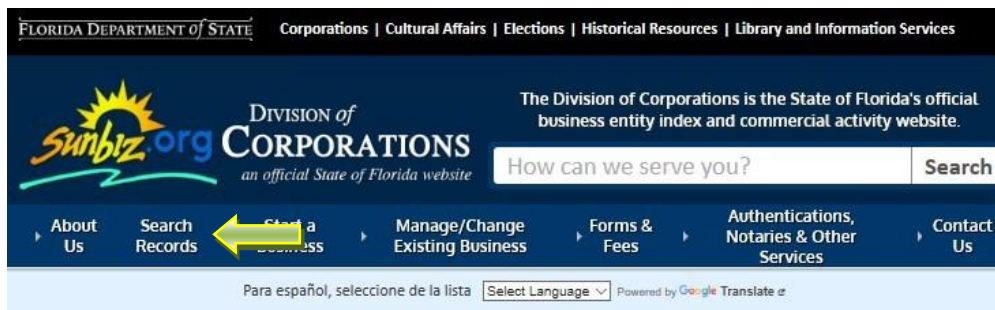 FLORIDA DEPARTMENT of STATE Corporations | Cultural Affairs | Elections | Historical Resources | Library and Information Services
The Division of Corporations is the State of Florida's official
business entity index and commercial activity website.
sunbiz.org
DIVISION of
CORPORATIONS
an official State of Florida website
How can we serve you? Search
About Us
Search Records
Start a Business
Manage/Change Existing Business
Forms & Fees
Authentications, Notaries & Other Services
Contact Us
Para español, seleccione de la lista Select Language Powered by Google Translate